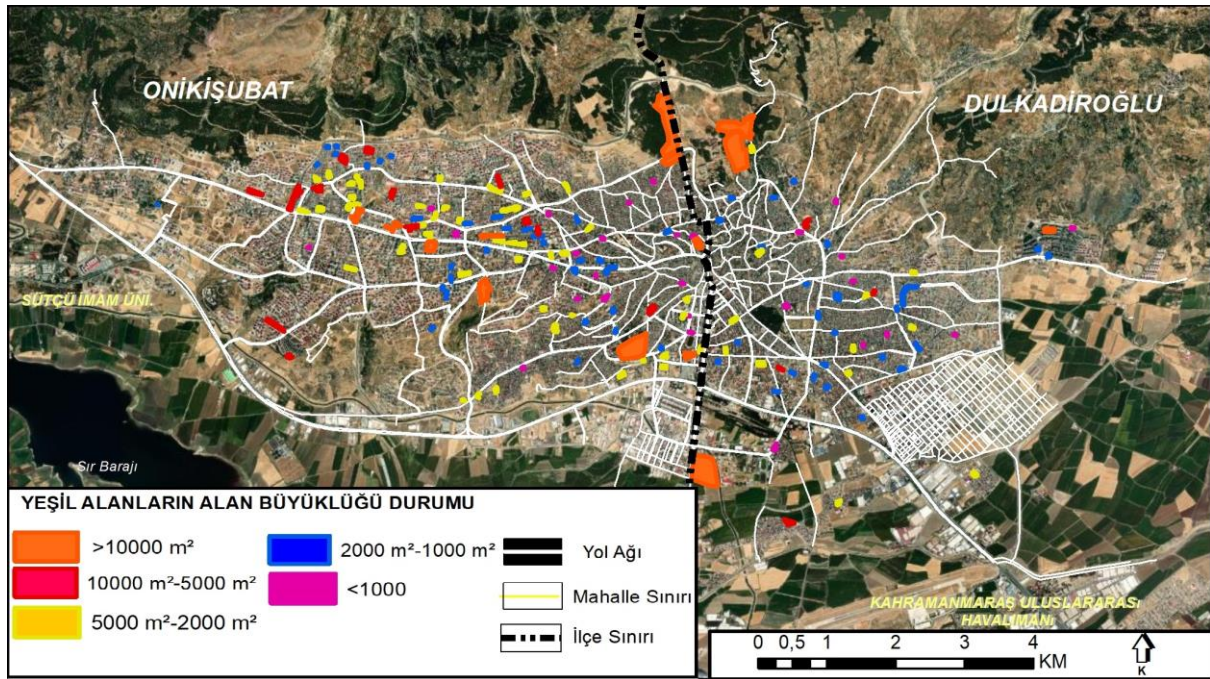 ONİKİŞUBAT
DULKADİROĞLU
SÜTÇÜ İMAM ÜNİ.
Sır Barajı
KAHRAMANMARAŞ ULUSLARARASI
HAVALİMANI
YEŞİL ALANLARIN ALAN BÜYÜKLÜĞÜ DURUMU
>10000 m²
10000 m²-5000 m²
5000 m²-2000 m²
2000 m²-1000 m²
<1000
Yol Ağı
Mahalle Sınırı
İlçe Sınırı
0 0,5 1 2 3 4
KM
K